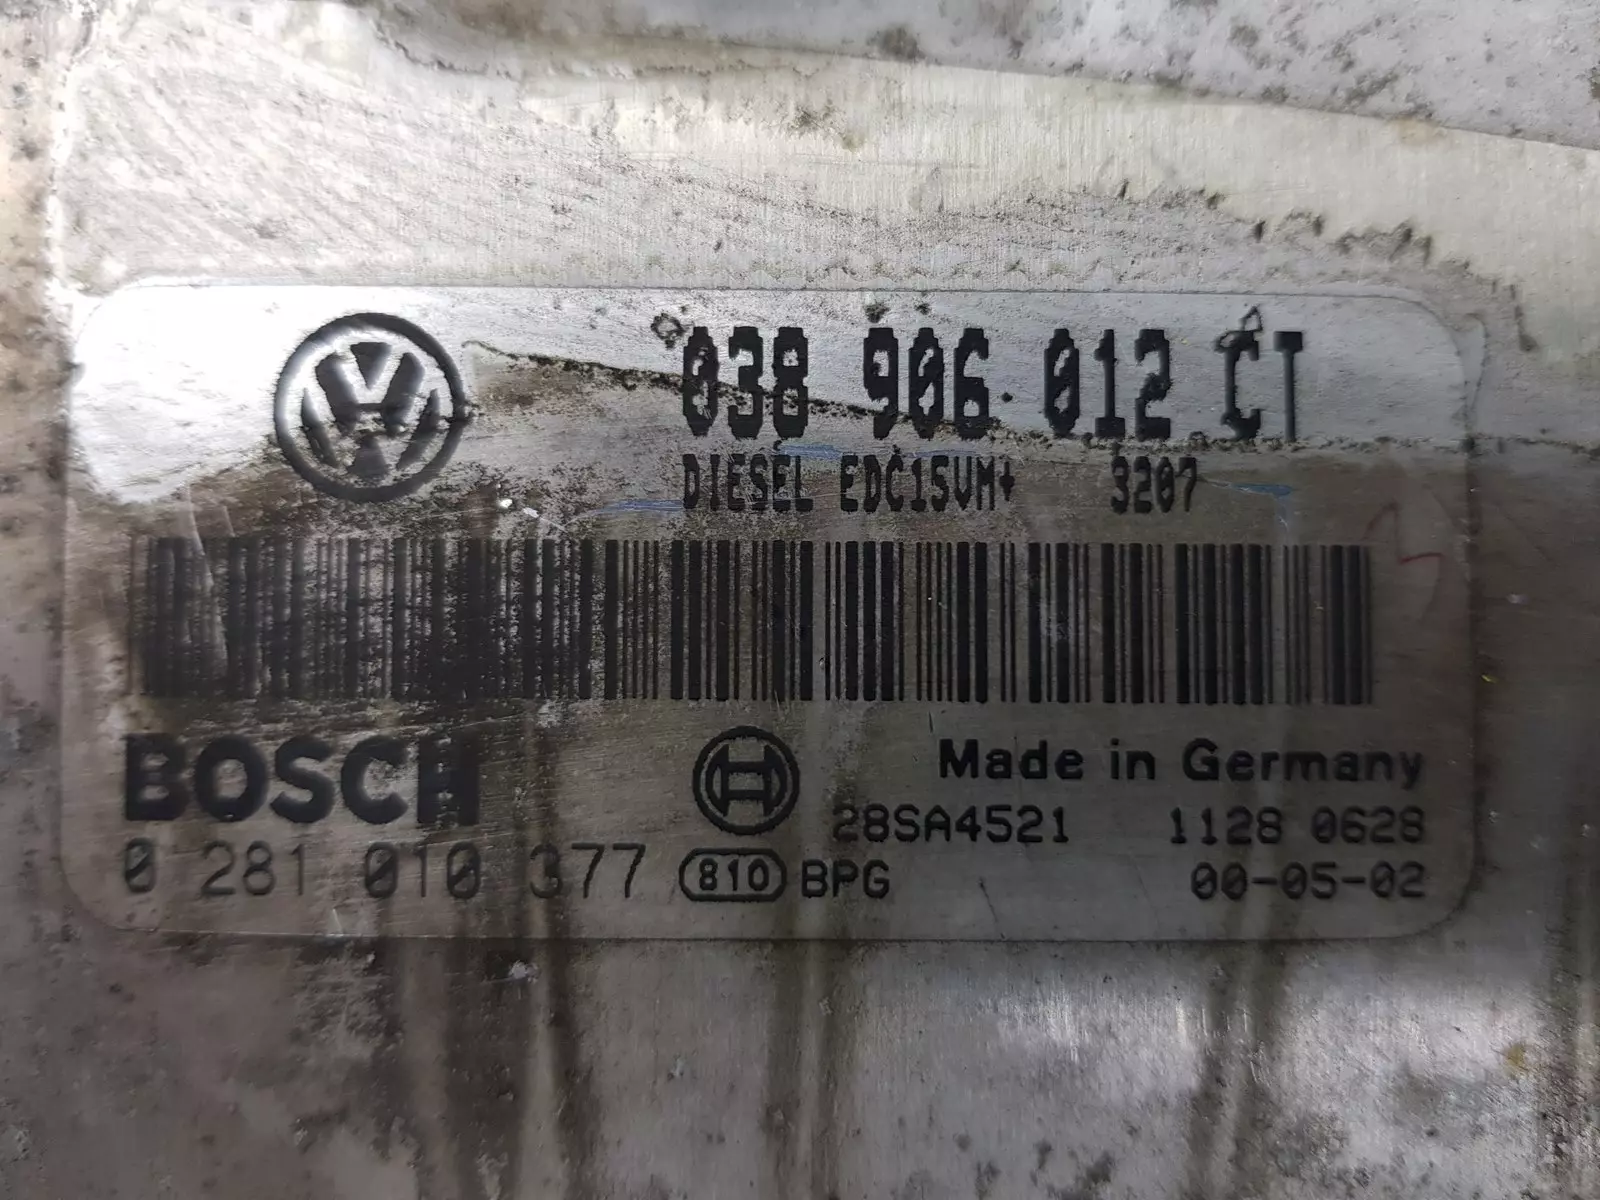 038 906 012 CT
DIESEL EDC15VM+ 3207
BOSCH
Made in Germany
28SA4521 1128 0628
0 281 010 377 810 BPG 00-05-02